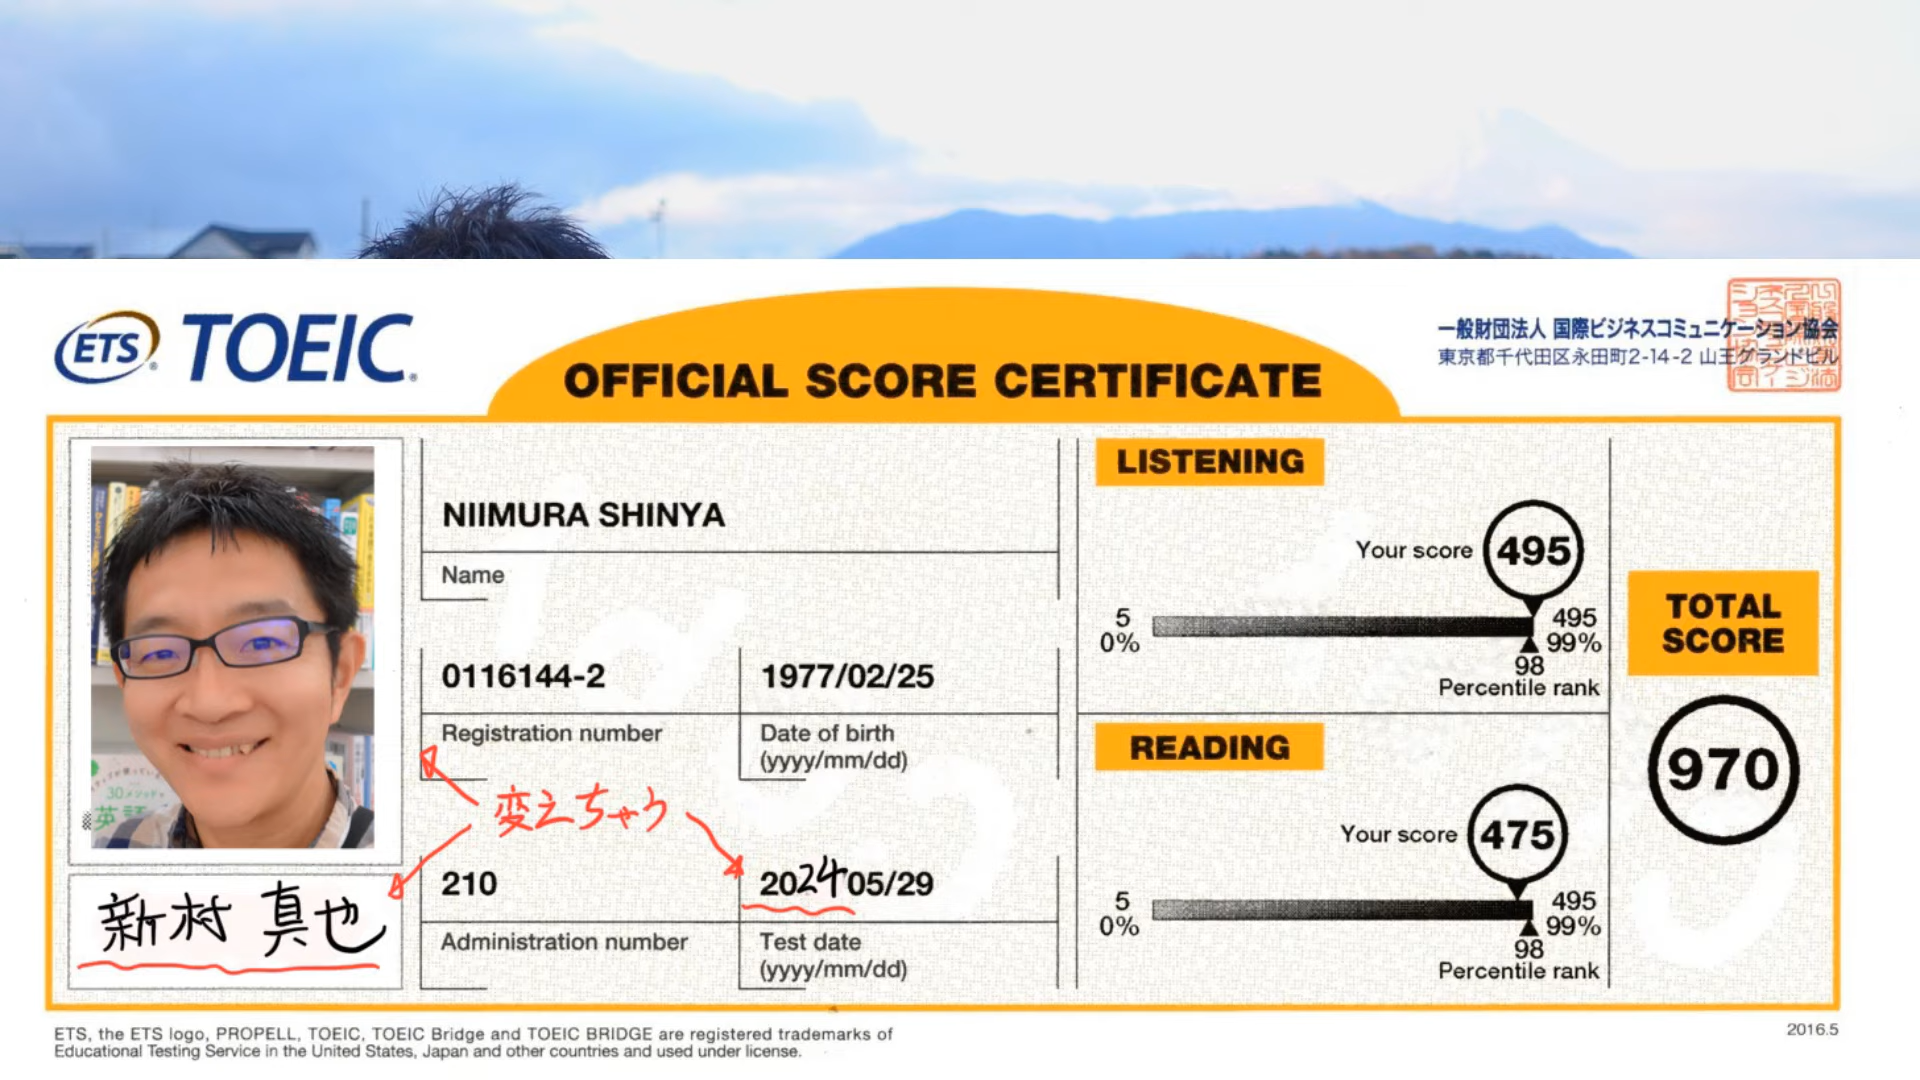 ETS TOEIC
OFFICIAL SCORE CERTIFICATE
一般財団法人 国際ビジネスコミュニケーション協会
東京都千代田区永田町2-14-2 山王グランドビル
NIIMURA SHINYA
Name
0116144-2
Registration number
1977/02/25
Date of birth
(yyyy/mm/dd)
変えちゃう
210
Administration number
202405/29
Test date
(yyyy/mm/dd)
30
英語
新村 真也
LISTENING
Your score 495
5
0%
495
99%
98
Percentile rank
READING
Your score 475
5
0%
495
99%
98
Percentile rank
TOTAL
SCORE
970
ETS, the ETS logo, PROPELL, TOEIC, TOEIC Bridge and TOEIC BRIDGE are registered trademarks of
Educational Testing Service in the United States, Japan and other countries and used under license.
2016.5